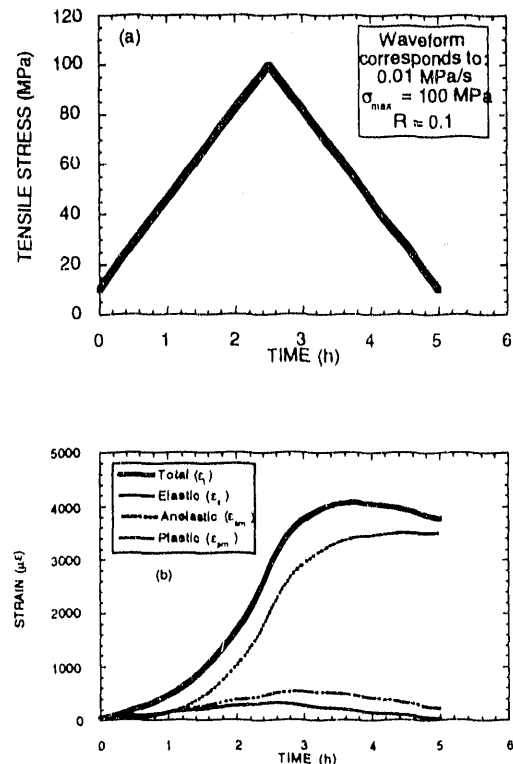 120
100
80
60
40
20
0
TENSILE STRESS (MPa)
(a)
Waveform
corresponds to:
0.01 MPa/s
σmax = 100 MPa
R = 0.1
0 1 2 3 4 5 6
TIME (h)
5000
4000
3000
2000
1000
0
STRAIN (με)
Total (εt)
Elastic (εe)
Anelastic (εam)
Plastic (εpm)
(b)
0 1 2 3 4 5 6
TIME (h)